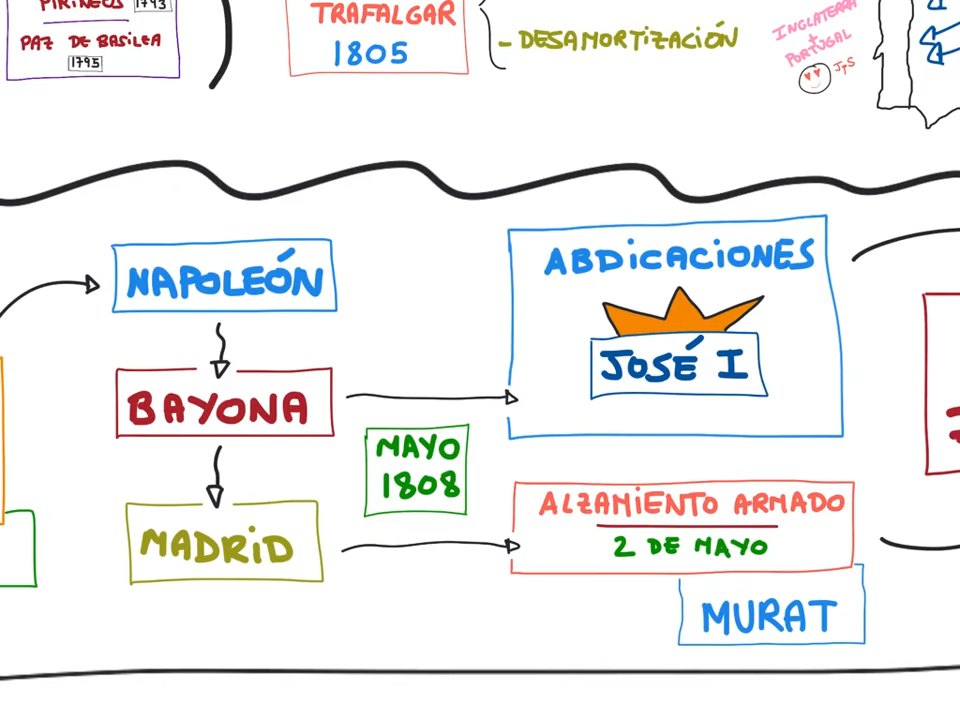 PIRINEOS 1793
PAZ DE BASILEA
1795
TRAFALGAR
1805
- DESAMORTIZACIÓN
INGLATERRA
+
PORTUGAL
NAPOLEÓN
BAYONA
MADRID
MAYO
1808
ABDICACIONES
JOSÉ I
ALZAMIENTO ARMADO
2 DE MAYO
MURAT